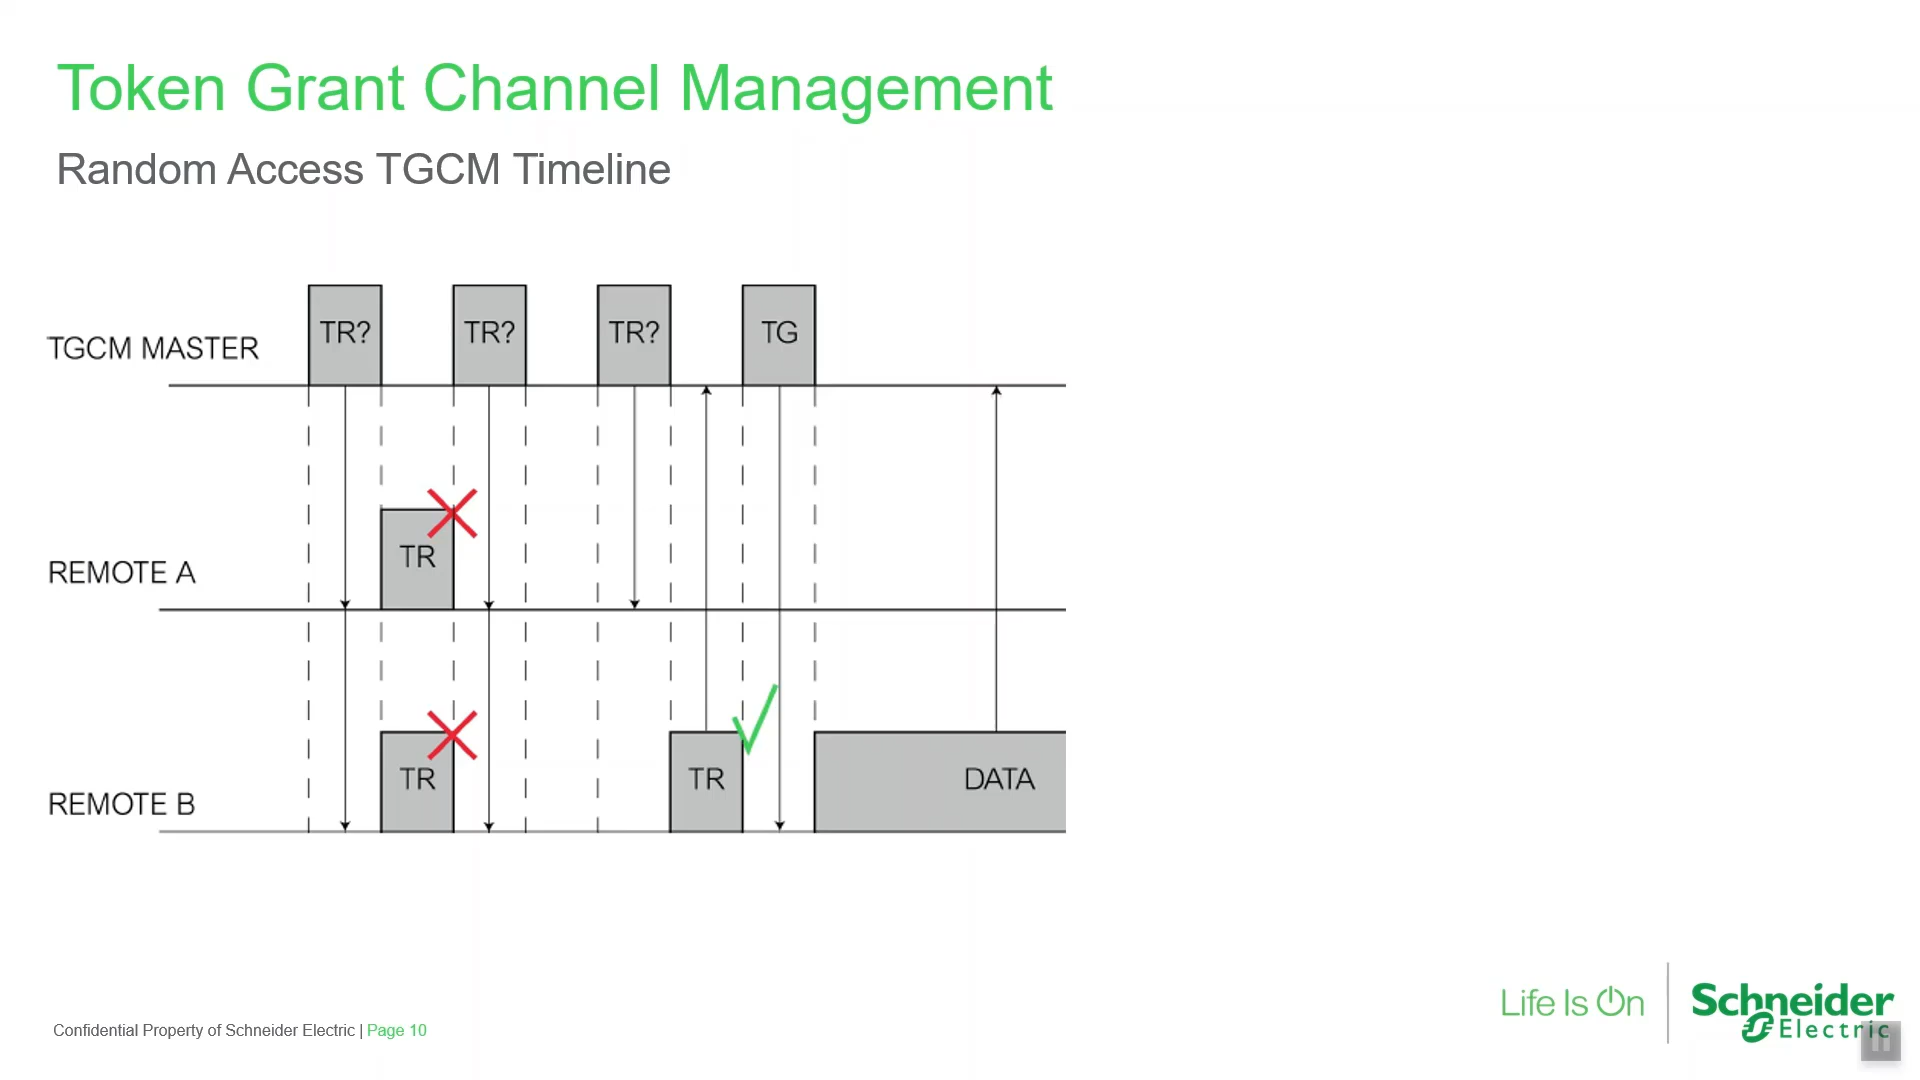 Token Grant Channel Management
Random Access TGCM Timeline
TR? TR? TR? TG
TGCM MASTER
TR
REMOTE A
TR TR DATA
REMOTE B
Life Is On
Schneider
Electric
Confidential Property of Schneider Electric | Page 10